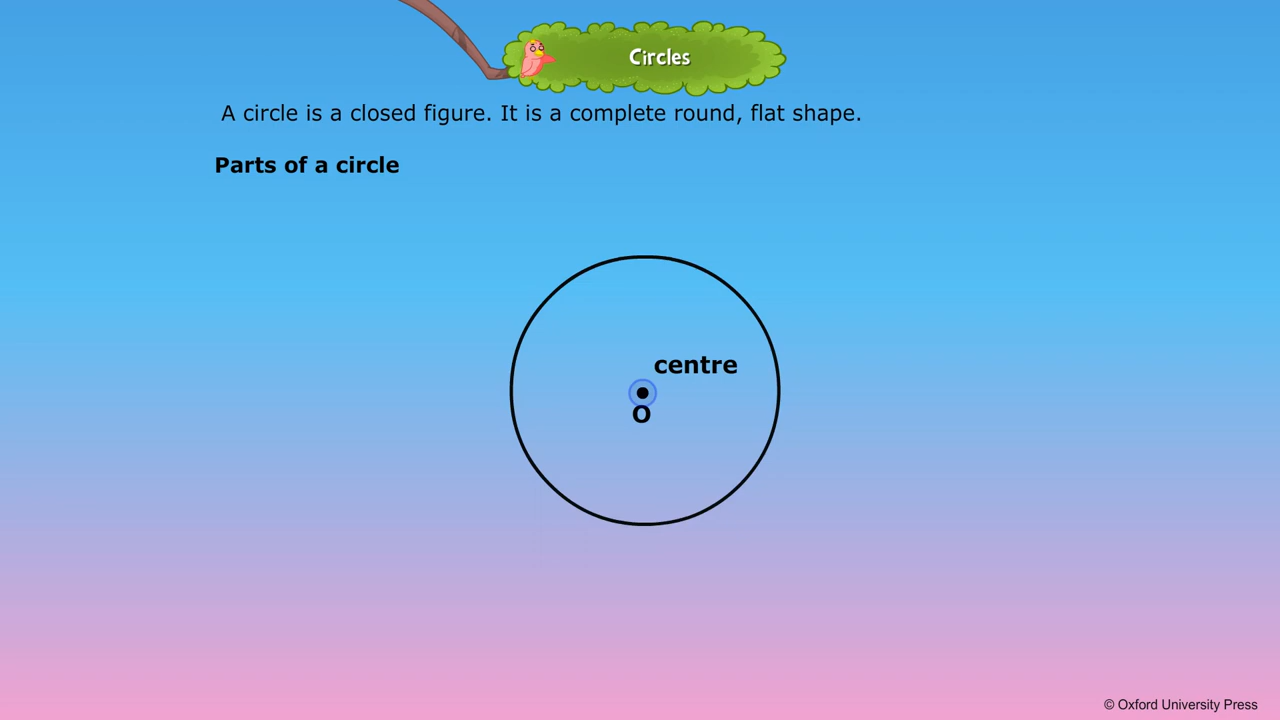 Circles
A circle is a closed figure. It is a complete round, flat shape.
Parts of a circle
centre
O
© Oxford University Press